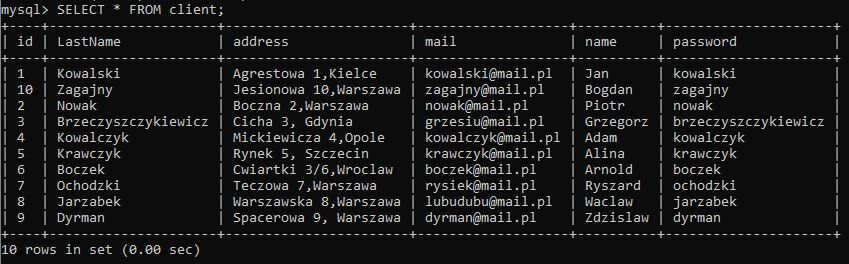 mysql> SELECT * FROM client;
+----+--------------------+----------------------+------------------+----------+--------------------+
| id | LastName           | address              | mail             | name     | password           |
+----+--------------------+----------------------+------------------+----------+--------------------+
| 1  | Kowalski           | Agrestowa 1,Kielce   | kowalski@mail.pl | Jan      | kowalski           |
| 10 | Zagajny            | Jesionowa 10,Warszawa | zagajny@mail.pl  | Bogdan   | zagajny            |
| 2  | Nowak              | Boczna 2,Warszawa    | nowak@mail.pl    | Piotr    | nowak              |
| 3  | Brzeczyszczykiewicz | Cicha 3, Gdynia      | grzesiu@mail.pl  | Grzegorz | brzeczyszczykiewicz |
| 4  | Kowalczyk          | Mickiewicza 4,Opole  | kowalczyk@mail.pl | Adam     | kowalczyk          |
| 5  | Krawczyk           | Rynek 5, Szczecin    | krawczyk@mail.pl | Alina    | krawczyk           |
| 6  | Boczek             | Cwiartki 3/6,Wroclaw | boczek@mail.pl   | Arnold   | boczek             |
| 7  | Ochodzki           | Teczowa 7,Warszawa   | rysiek@mail.pl   | Ryszard  | ochodzki           |
| 8  | Jarzabek           | Warszawska 8,Warszawa | lubudubu@mail.pl | Waclaw   | jarzabek           |
| 9  | Dyrman             | Spacerowa 9, Warszawa | dyrman@mail.pl   | Zdzislaw | dyrman             |
+----+--------------------+----------------------+------------------+----------+--------------------+
10 rows in set (0.00 sec)